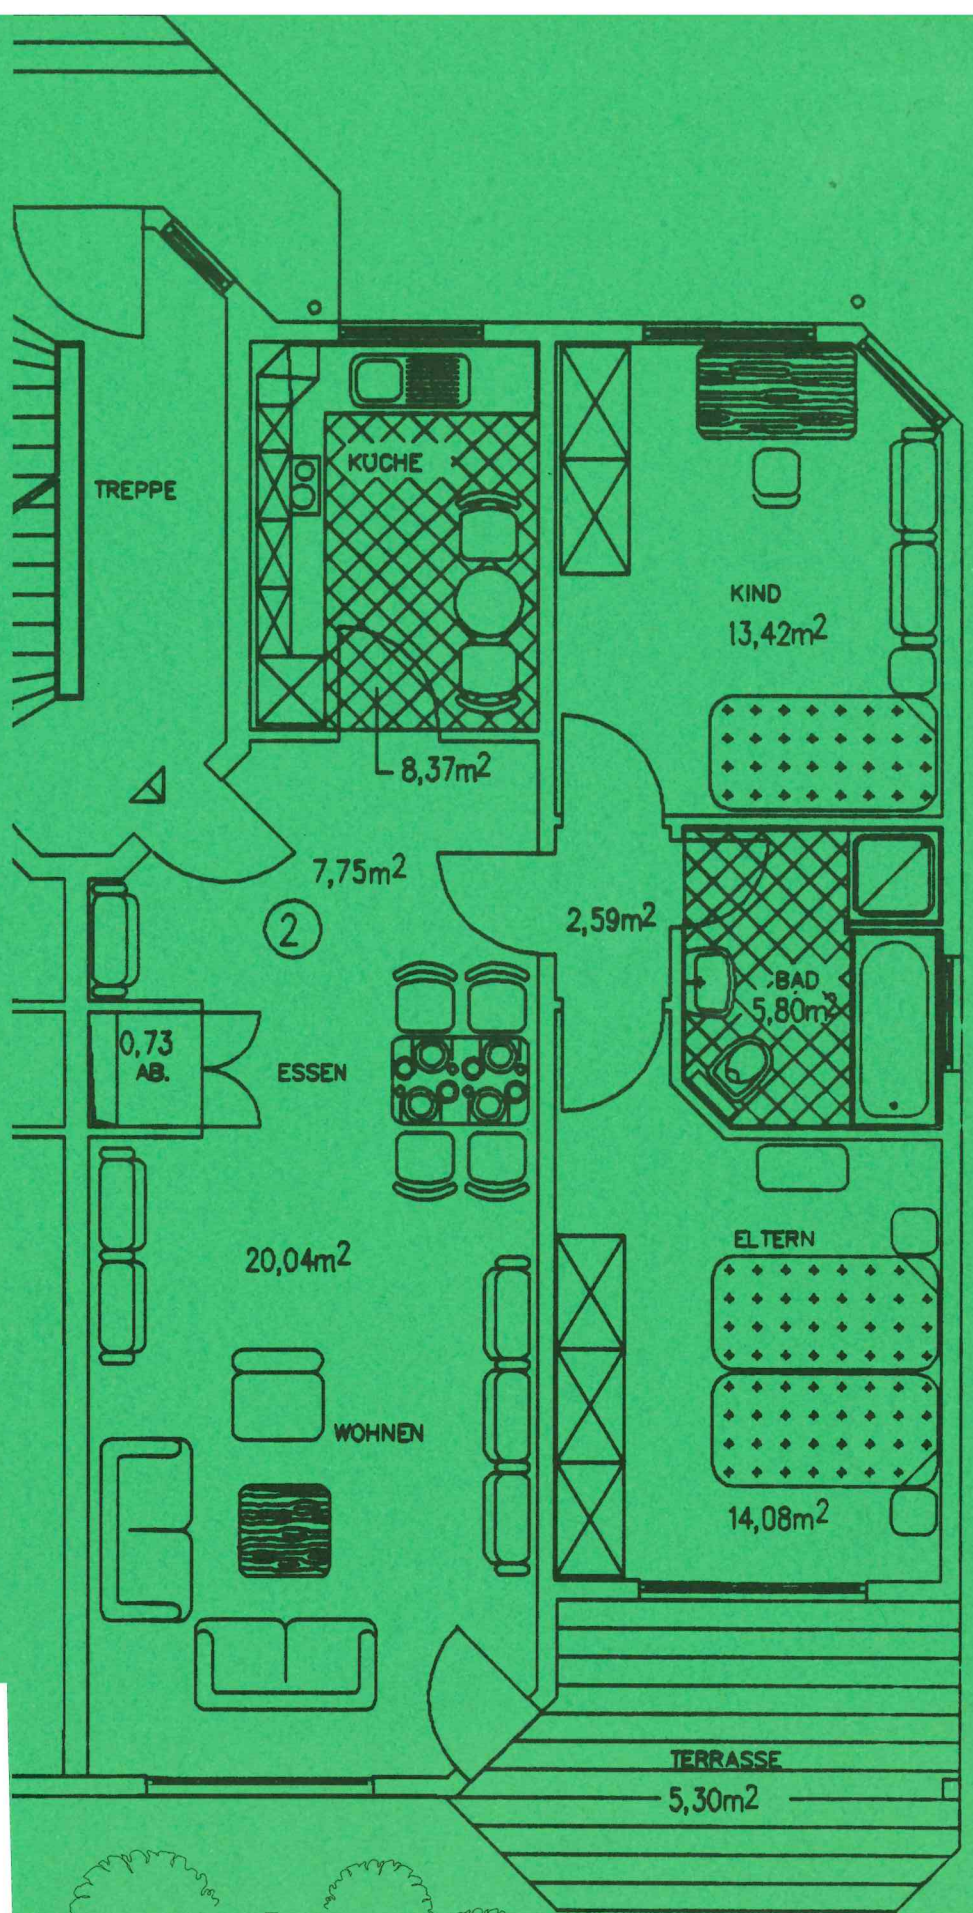 KÜCHE
TREPPE
KIND
13,42m²
8,37m²
7,75m²
2
2,59m²
BAD
5,80m²
0,73
AB.
ESSEN
20,04m²
ELTERN
WOHNEN
14,08m²
TERRASSE
5,30m²